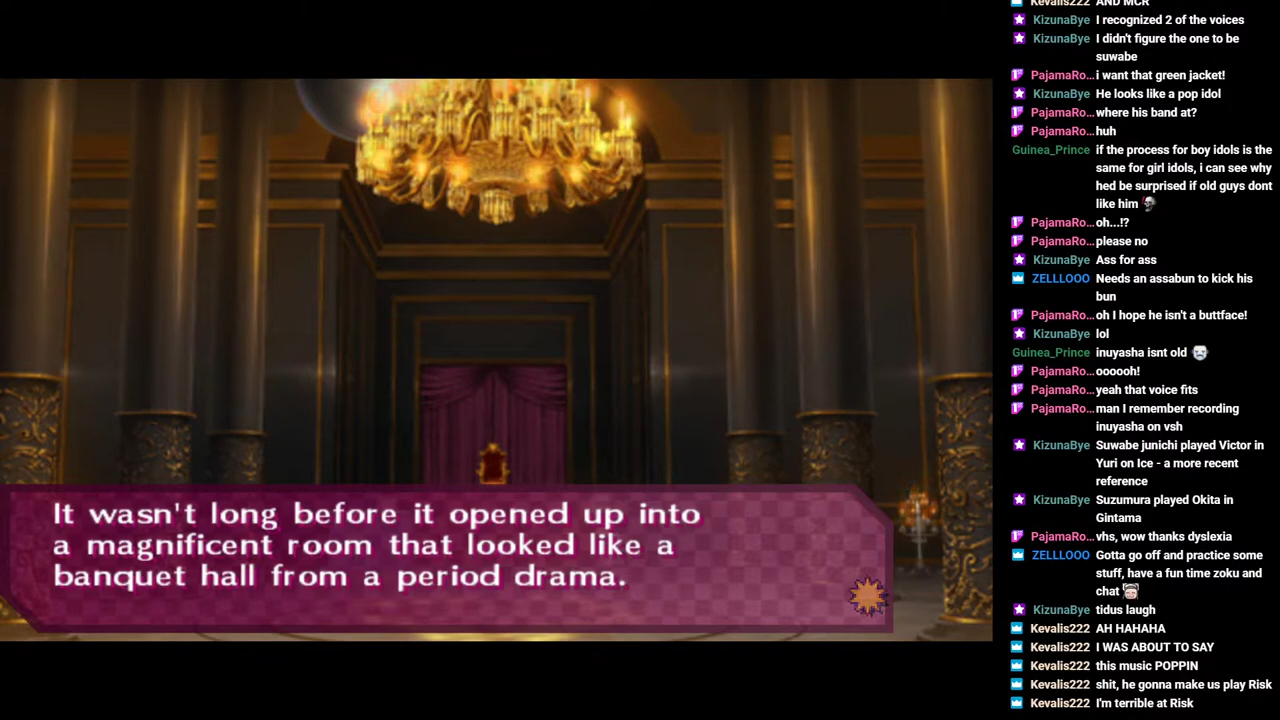 Kevalis222 AND MCR
KizunaBye I recognized 2 of the voices
KizunaBye I didn't figure the one to be
suwabe
PajamaRo... i want that green jacket!
KizunaBye He looks like a pop idol
PajamaRo... where his band at?
PajamaRo... huh
Guinea_Prince if the process for boy idols is the
same for girl idols, i can see why
hed be surprised if old guys dont
like him
PajamaRo... oh...!?
PajamaRo... please no
KizunaBye Ass for ass
ZELLLOOO Needs an assabun to kick his
bun
PajamaRo... oh I hope he isn't a buttface!
KizunaBye lol
Guinea_Prince inuyasha isnt old
PajamaRo... oooooh!
PajamaRo... yeah that voice fits
PajamaRo... man I remember recording
inuyasha on vsh
KizunaBye Suwabe junichi played Victor in
Yuri on Ice - a more recent
reference
KizunaBye Suzumura played Okita in
Gintama
PajamaRo... vhs, wow thanks dyslexia
ZELLLOOO Gotta go off and practice some
stuff, have a fun time zoku and
chat
KizunaBye tidus laugh
Kevalis222 AH HAHAHA
Kevalis222 I WAS ABOUT TO SAY
Kevalis222 this music POPPIN
Kevalis222 shit, he gonna make us play Risk
Kevalis222 I'm terrible at Risk
It wasn't long before it opened up into
a magnificent room that looked like a
banquet hall from a period drama.